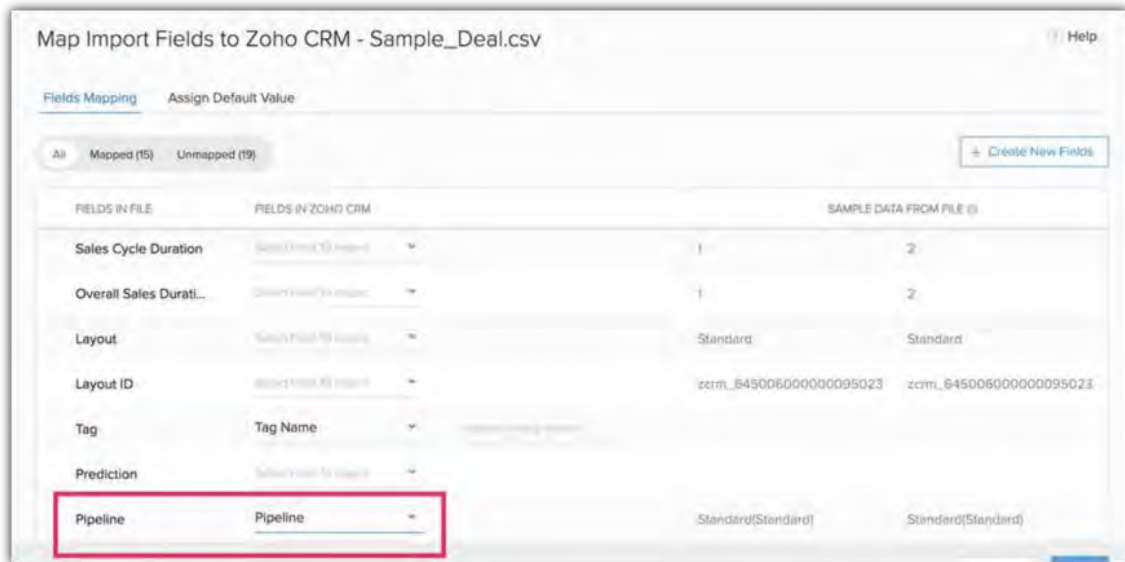 Map Import Fields to Zoho CRM - Sample_Deal.csv
Help
Fields Mapping Assign Default Value
All Mapped (15) Unmapped (19)
+ Create New Fields
FIELDS IN FILE FIELDS IN ZOHO CRM SAMPLE DATA FROM FILE
Sales Cycle Duration 1 2
Overall Sales Durati... 1 2
Layout Standard Standard
Layout ID zcrm_645006000000095023 zcrm_645006000000095023
Tag Tag Name
Prediction
Pipeline Pipeline Standard(Standard) Standard(Standard)